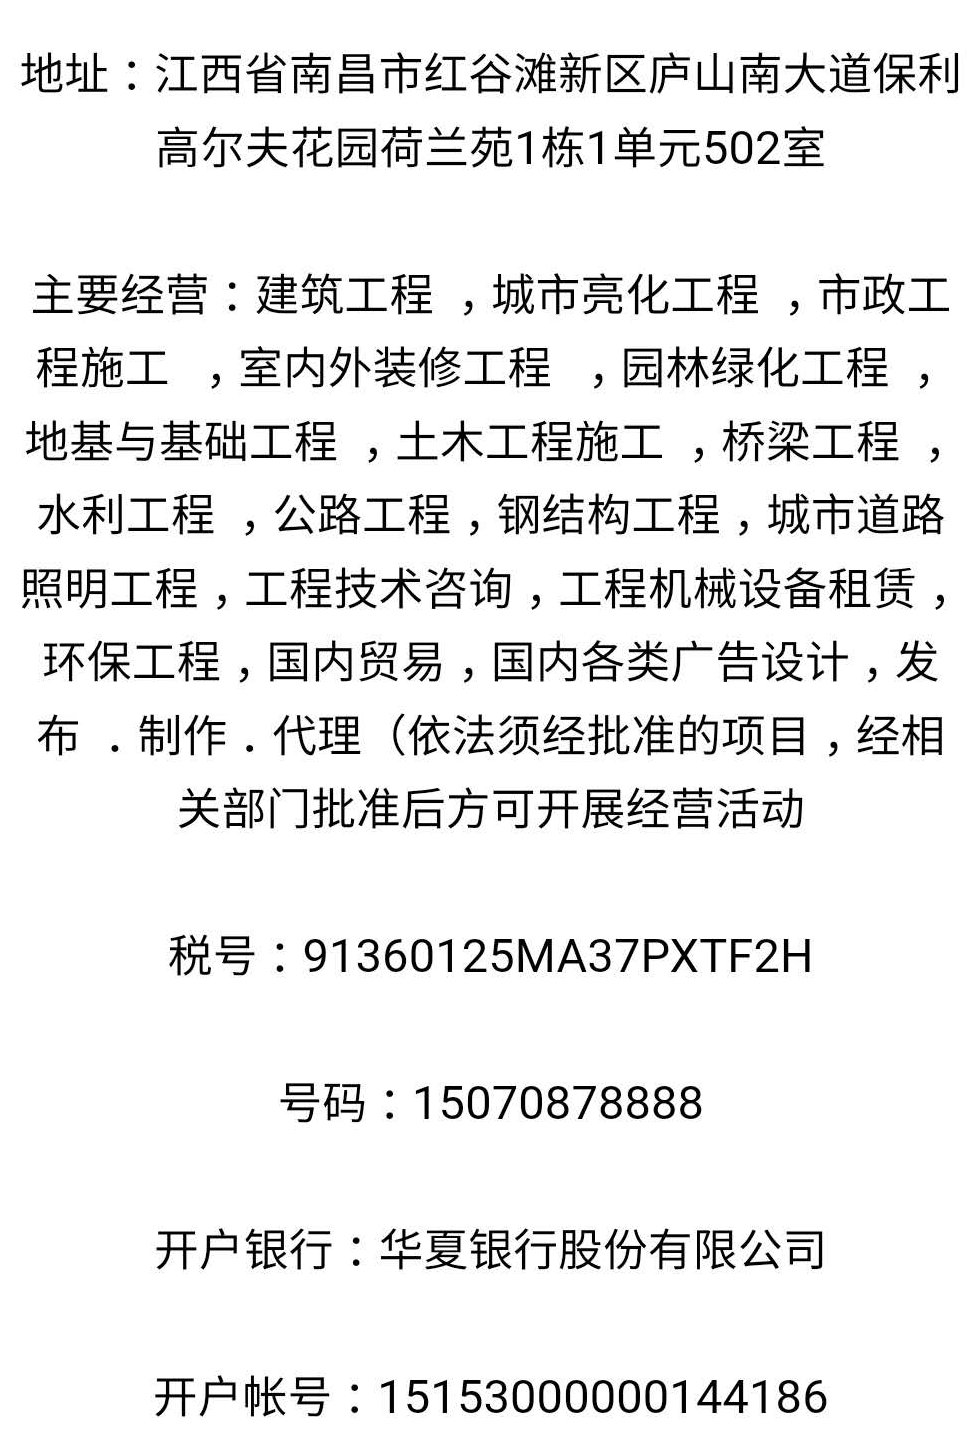 地址：江西省南昌市红谷滩新区庐山南大道保利
高尔夫花园荷兰苑1栋1单元502室
主要经营：建筑工程 ，城市亮化工程 ，市政工
程施工 ，室内外装修工程 ，园林绿化工程 ，
地基与基础工程 ，土木工程施工 ，桥梁工程 ，
水利工程 ，公路工程，钢结构工程，城市道路
照明工程，工程技术咨询，工程机械设备租赁，
环保工程，国内贸易，国内各类广告设计，发
布 ．制作．代理（依法须经批准的项目，经相
关部门批准后方可开展经营活动
税号：91360125MA37PXTF2H
号码：15070878888
开户银行：华夏银行股份有限公司
开户帐号：15153000000144186